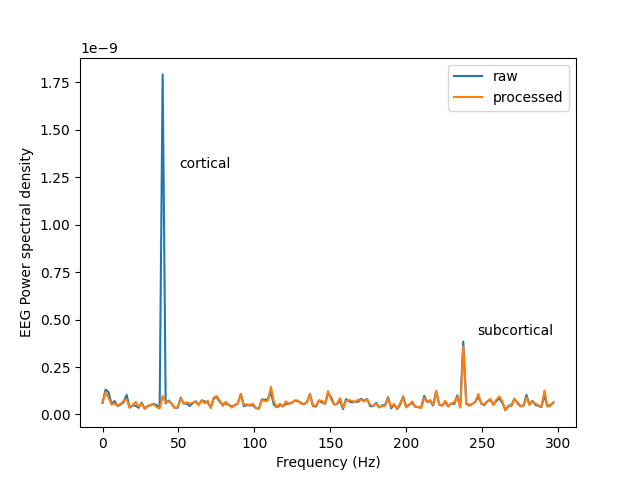 1e−9
raw
processed
1.75
1.50
cortical
1.25
1.00
0.75
0.50
subcortical
0.25
0.00
EEG Power spectral density
0 50 100 150 200 250 300
Frequency (Hz)